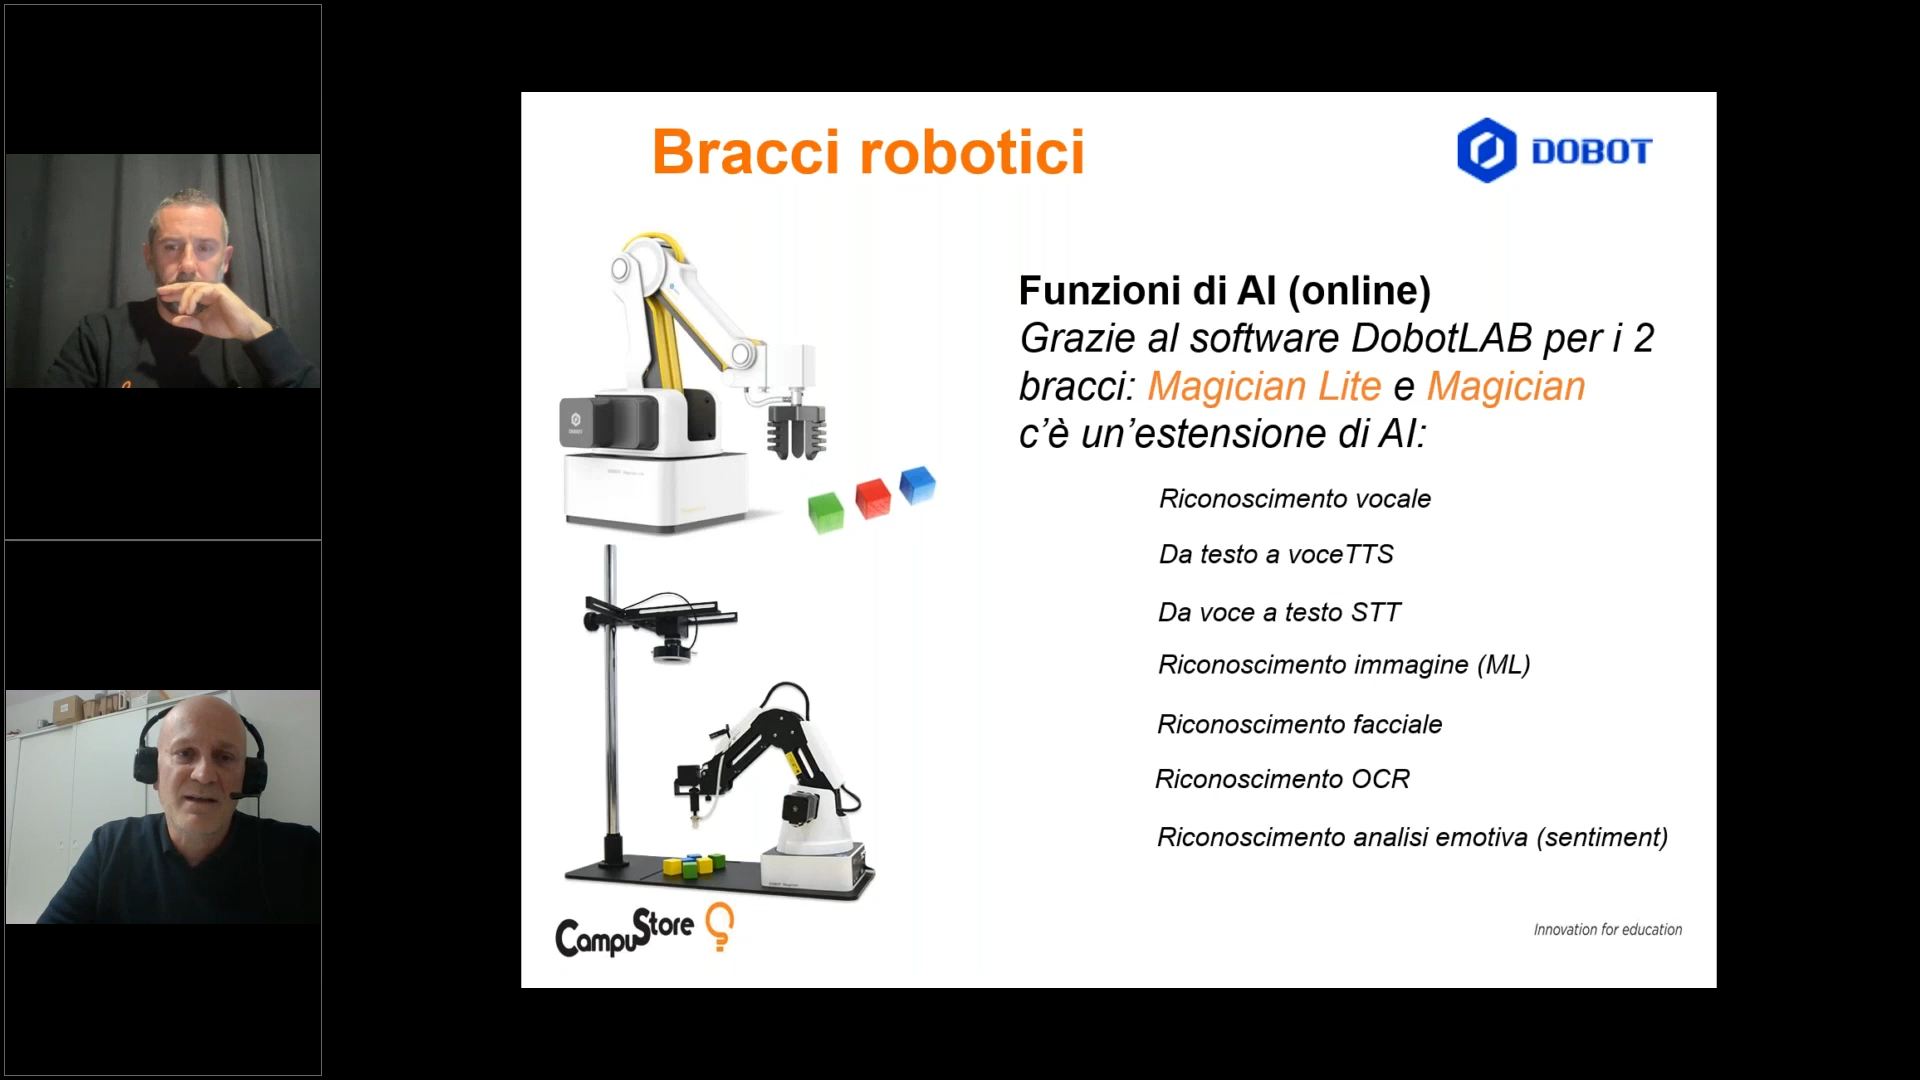 Bracci robotici
DOBOT
Funzioni di AI (online)
Grazie al software DobotLAB per i 2
bracci: Magician Lite e Magician
c'è un'estensione di AI:
Riconoscimento vocale
Da testo a voceTTS
Da voce a testo STT
Riconoscimento immagine (ML)
Riconoscimento facciale
Riconoscimento OCR
Riconoscimento analisi emotiva (sentiment)
DOBOT
CampuStore
Innovation for education